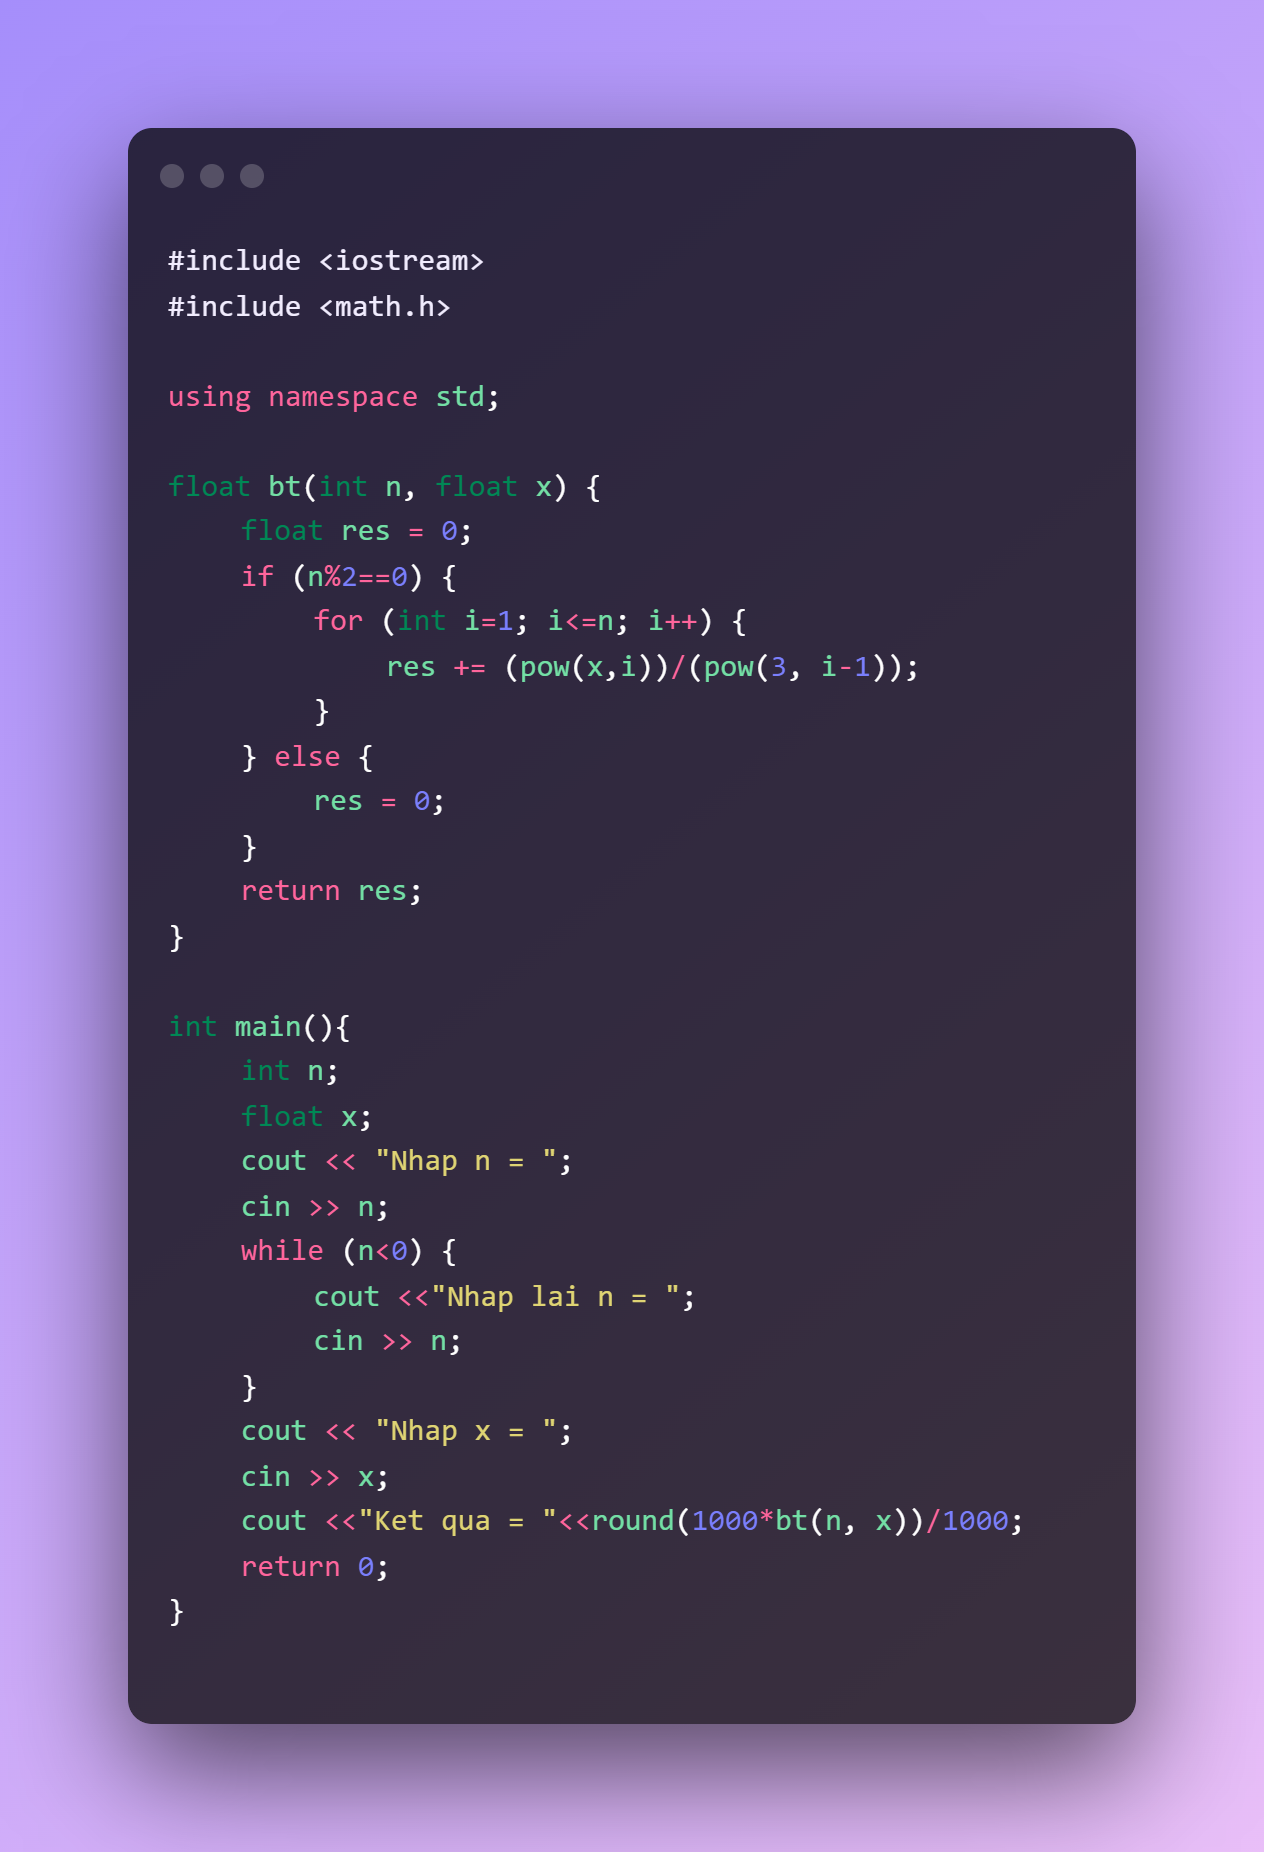 #include <iostream>
#include <math.h>
using namespace std;
float bt(int n, float x) {
float res = 0;
if (n%2==0) {
for (int i=1; i<=n; i++) {
res += (pow(x,i))/(pow(3, i-1));
}
} else {
res = 0;
}
return res;
}
int main(){
int n;
float x;
cout << "Nhap n = ";
cin >> n;
while (n<0) {
cout <<"Nhap lai n = ";
cin >> n;
}
cout << "Nhap x = ";
cin >> x;
cout <<"Ket qua = "<<round(1000*bt(n, x))/1000;
return 0;
}